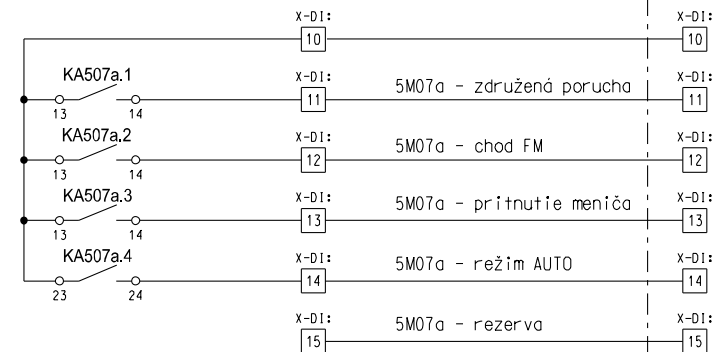 X-DI: X-DI:
10 10
KA507a.1 X-DI: 5M07a - združená porucha X-DI:
13 14 11 11
KA507a.2 X-DI: 5M07a - chod FM X-DI:
13 14 12 12
KA507a.3 X-DI: 5M07a - pritnutie meniča X-DI:
13 14 13 13
KA507a.4 X-DI: 5M07a - režim AUTO X-DI:
23 24 14 14
X-DI: 5M07a - rezerva X-DI:
15 15